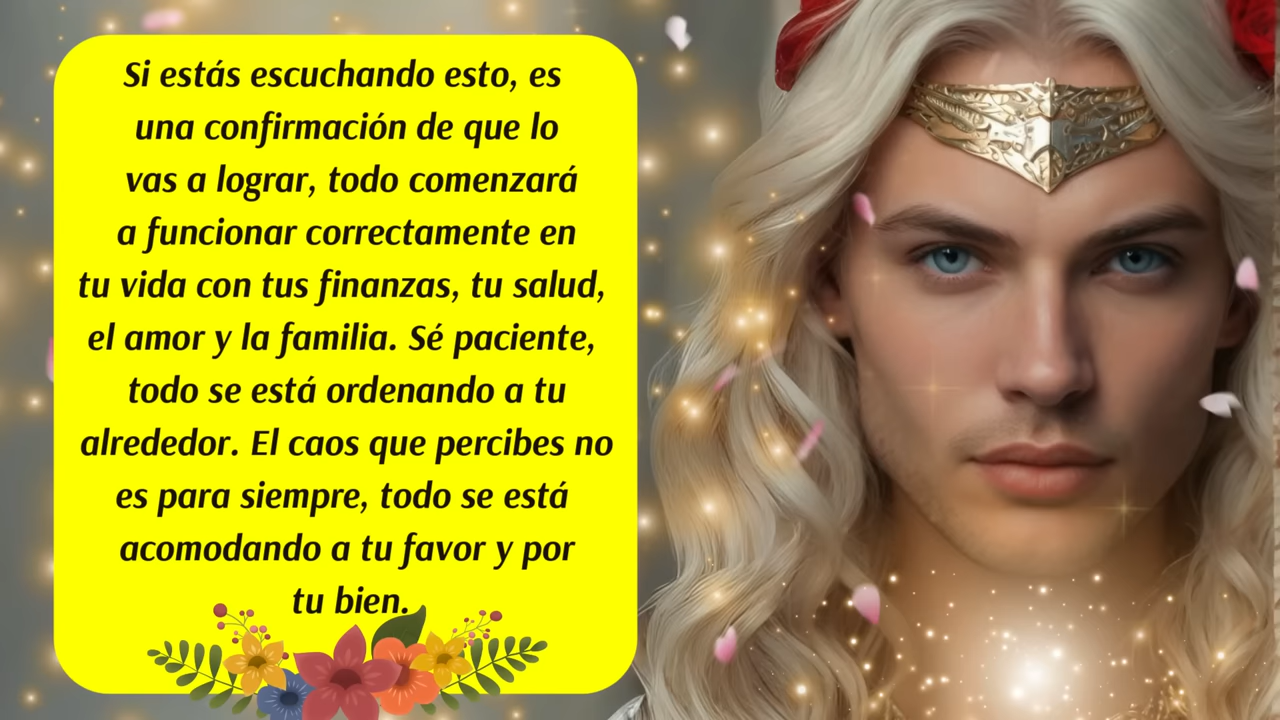 Si estás escuchando esto, es
una confirmación de que lo
vas a lograr, todo comenzará
a funcionar correctamente en
tu vida con tus finanzas, tu salud,
el amor y la familia. Sé paciente,
todo se está ordenando a tu
alrededor. El caos que percibes no
es para siempre, todo se está
acomodando a tu favor y por
tu bien.